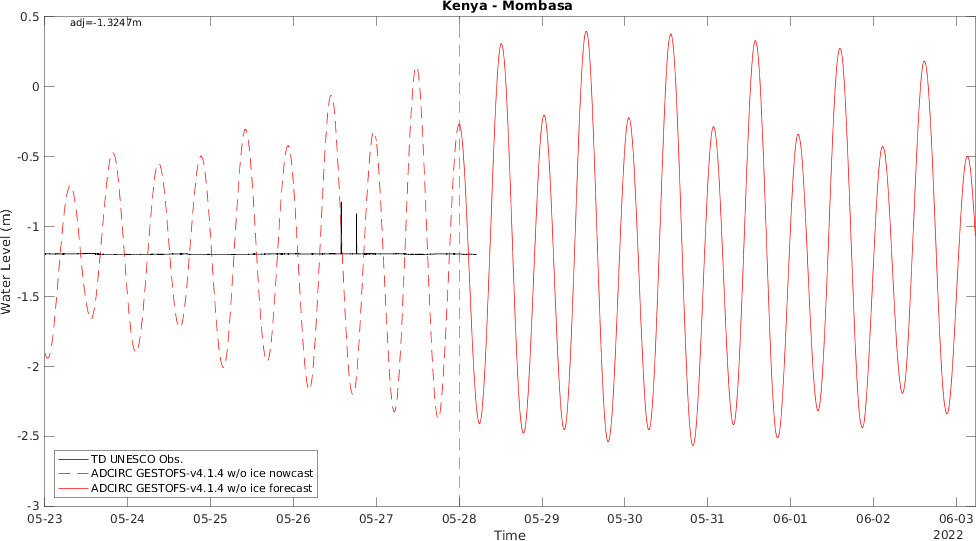 Kenya - Mombasa
adj=-1.3247m
0.5
0
-0.5
-1
-1.5
-2
-2.5
-3
Water Level (m)
TD UNESCO Obs.
ADCIRC GESTOFS-v4.1.4 w/o ice nowcast
ADCIRC GESTOFS-v4.1.4 w/o ice forecast
05-23 05-24 05-25 05-26 05-27 05-28 05-29 05-30 05-31 06-01 06-02 06-03
Time
2022